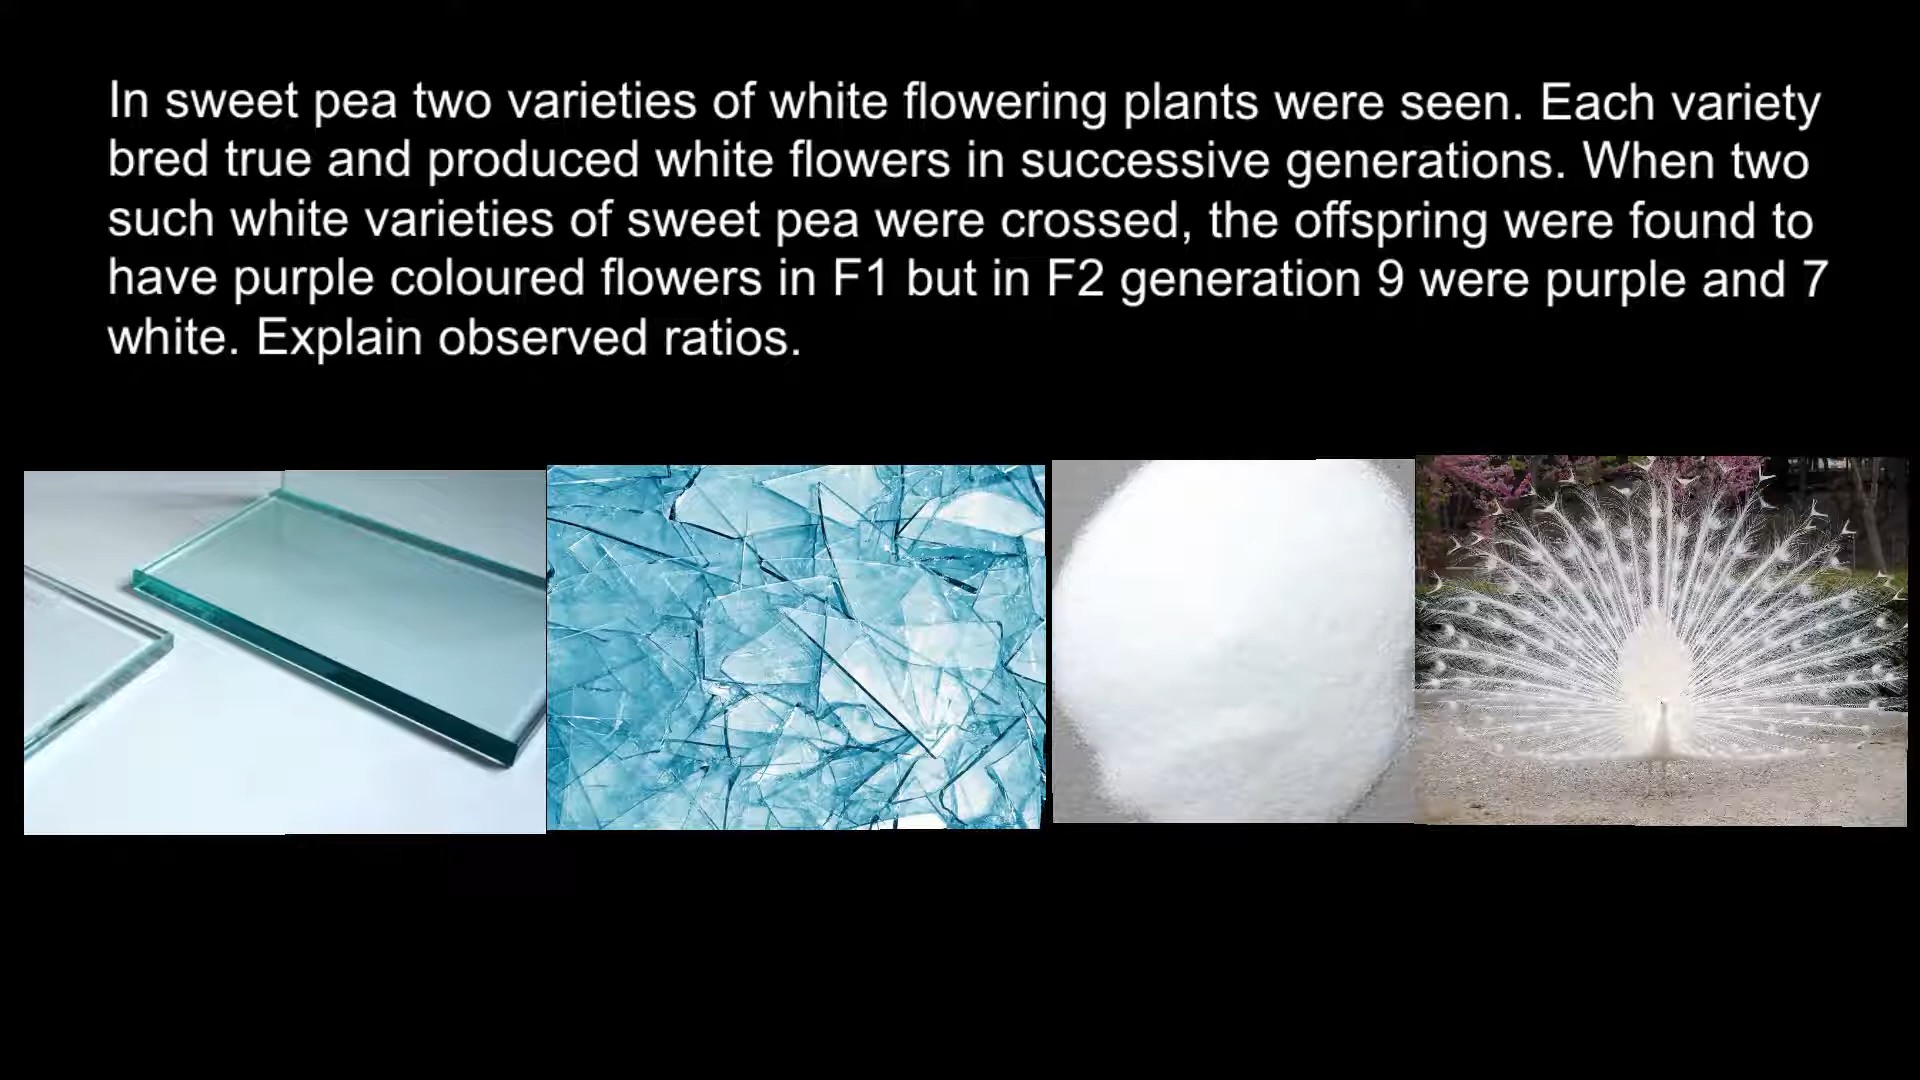 In sweet pea two varieties of white flowering plants were seen. Each variety
bred true and produced white flowers in successive generations. When two
such white varieties of sweet pea were crossed, the offspring were found to
have purple coloured flowers in F1 but in F2 generation 9 were purple and 7
white. Explain observed ratios.